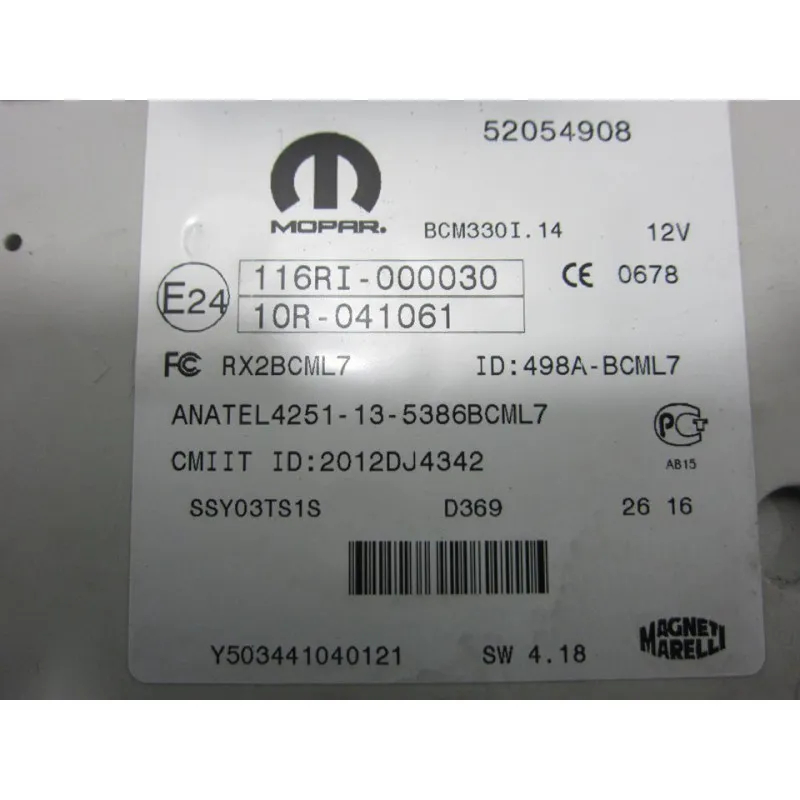 52054908
MOPAR.
BCM330I.14 12V
E24 116RI-000030 CE 0678
10R-041061
FC RX2BCML7 ID:498A-BCML7
ANATEL4251-13-5386BCML7
PCT
CMIIT ID:2012DJ4342 AB15
SSY03TS1S D369 26 16
Y503441040121 SW 4.18 MAGNETI MARELLI